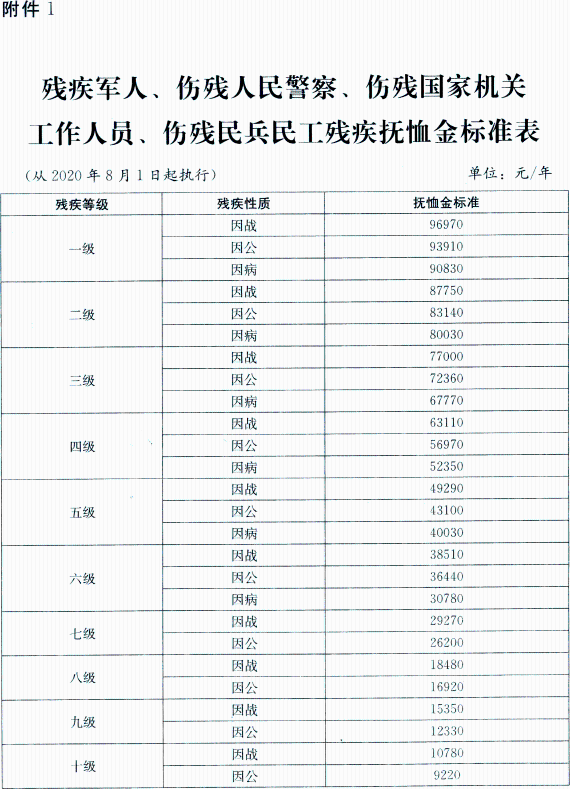 附件1
残疾军人、伤残人民警察、伤残国家机关
工作人员、伤残民兵民工残疾抚恤金标准表
(从2020年8月1日起执行) 单位:元/年
残疾等级 残疾性质 抚恤金标准
一级 因战 96970
因公 93910
因病 90830
二级 因战 87750
因公 83140
因病 80030
三级 因战 77000
因公 72360
因病 67770
四级 因战 63110
因公 56970
因病 52350
五级 因战 49290
因公 43100
因病 40030
六级 因战 38510
因公 36440
因病 30780
七级 因战 29270
因公 26200
八级 因战 18480
因公 16920
九级 因战 15350
因公 12330
十级 因战 10780
因公 9220